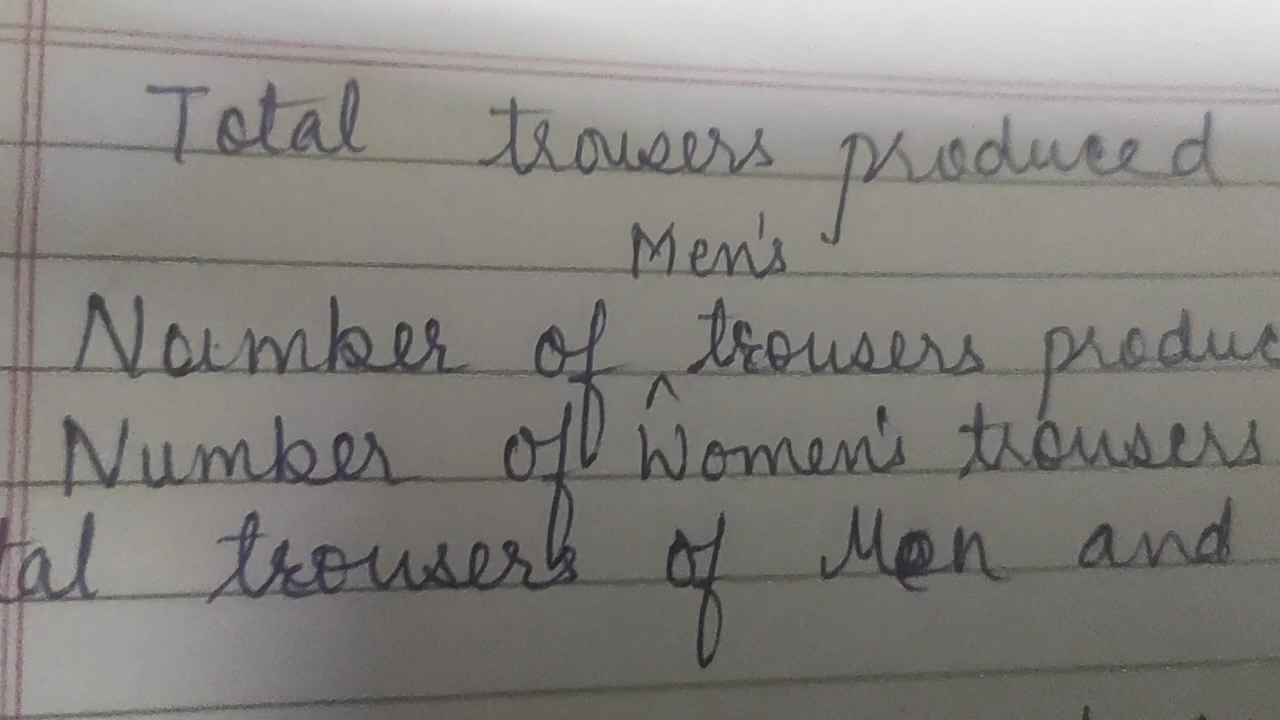 Total trousers produced
Men's
Number of ^ trousers produc
Number of Women's trousers
tal trousers of Men and